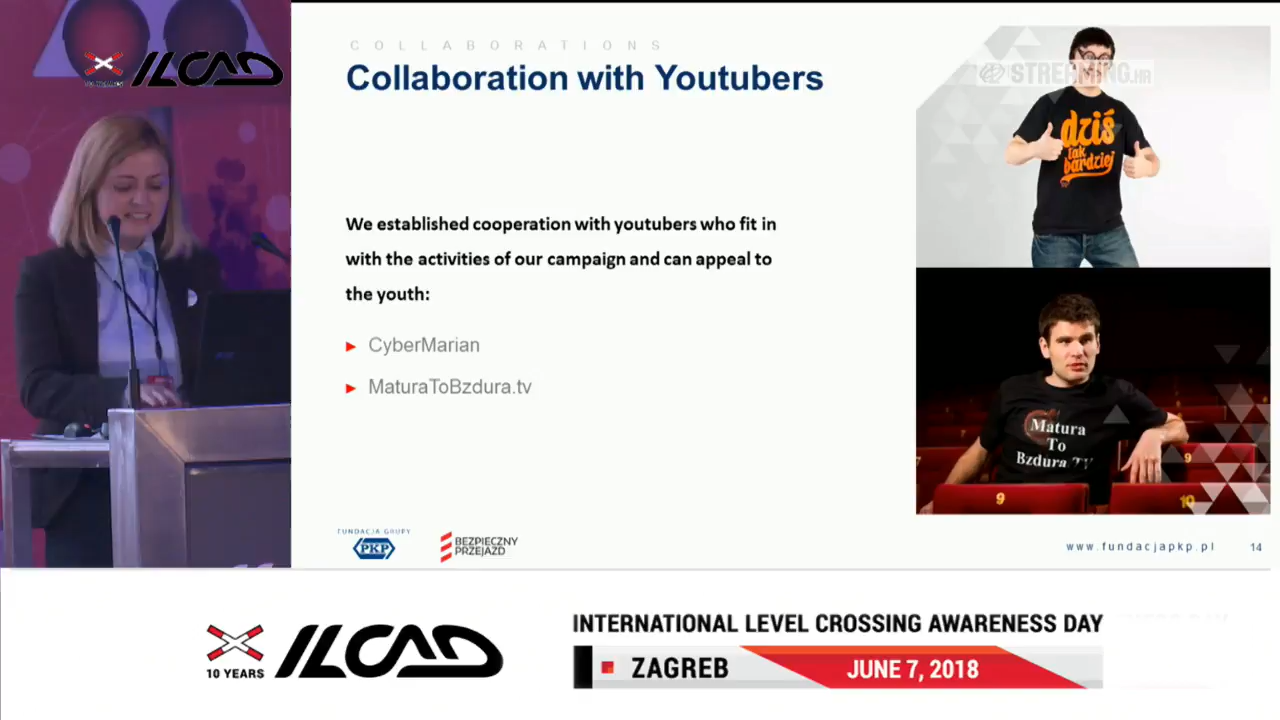 ILCAD
COLLABORATIONS
Collaboration with Youtubers
STREAMING.HR
dziś
tak
bardziej
We established cooperation with youtubers who fit in
with the activities of our campaign and can appeal to
the youth:
CyberMarian
MaturaToBzdura.tv
Matura
To
Bzdura.TV
9
9
10
FUNDACJA GRUPY
PKP
BEZPIECZNY
PRZEJAZD
www.fundacjapkp.pl
14
10 YEARS
ILCAD
INTERNATIONAL LEVEL CROSSING AWARENESS DAY
ZAGREB
JUNE 7, 2018